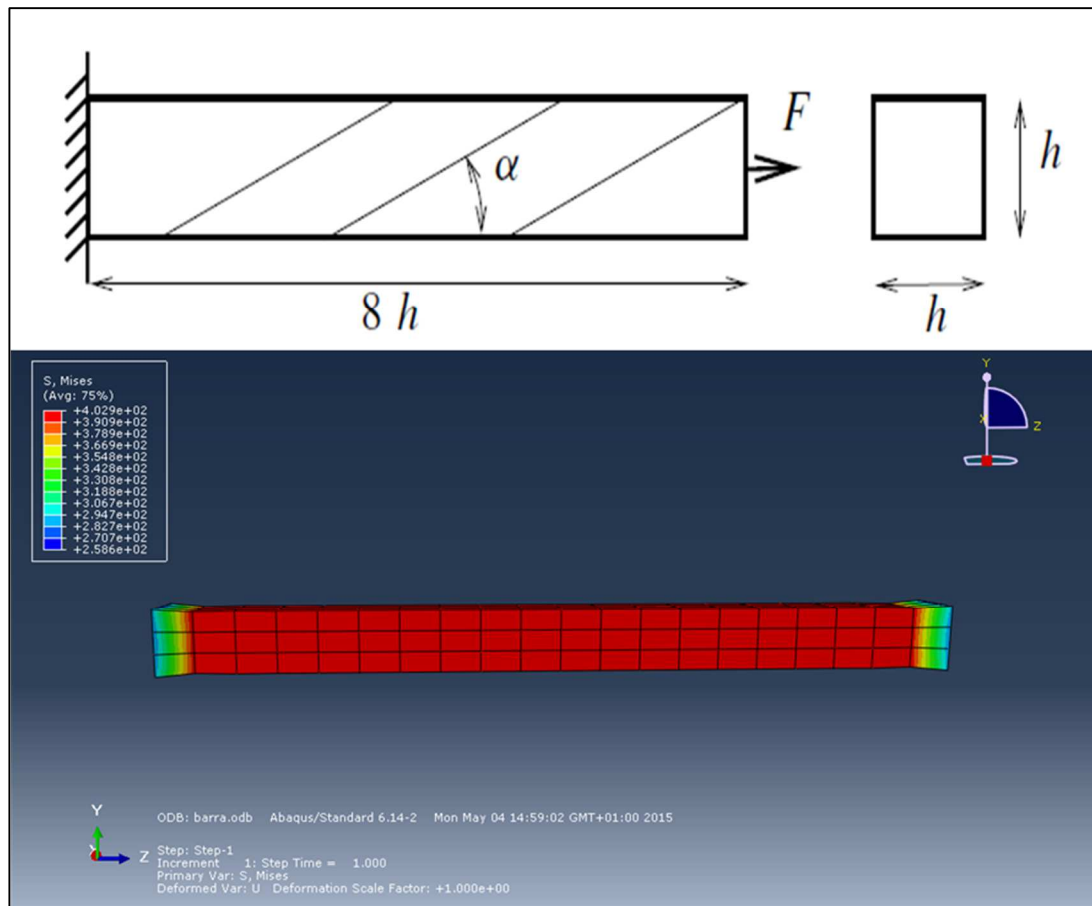 F
α
h
8 h
h
S, Mises
(Avg: 75%)
+4.029e+02
+3.909e+02
+3.789e+02
+3.669e+02
+3.548e+02
+3.428e+02
+3.308e+02
+3.188e+02
+3.067e+02
+2.947e+02
+2.827e+02
+2.707e+02
+2.586e+02
Y
X
Z
ODB: barra.odb Abaqus/Standard 6.14-2 Mon May 04 14:59:02 GMT+01:00 2015
Y
Z
Step: Step-1
Increment 1: Step Time = 1.000
Primary Var: S, Mises
Deformed Var: U Deformation Scale Factor: +1.000e+00